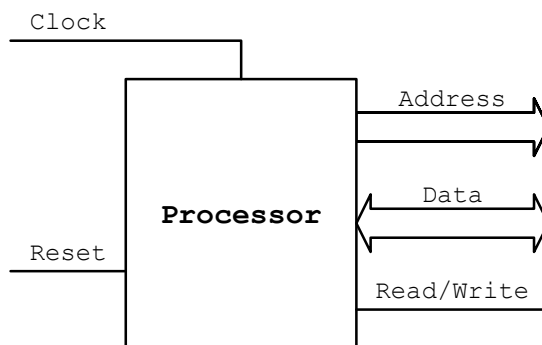 Clock
Address
Data
Processor
Reset
Read/Write